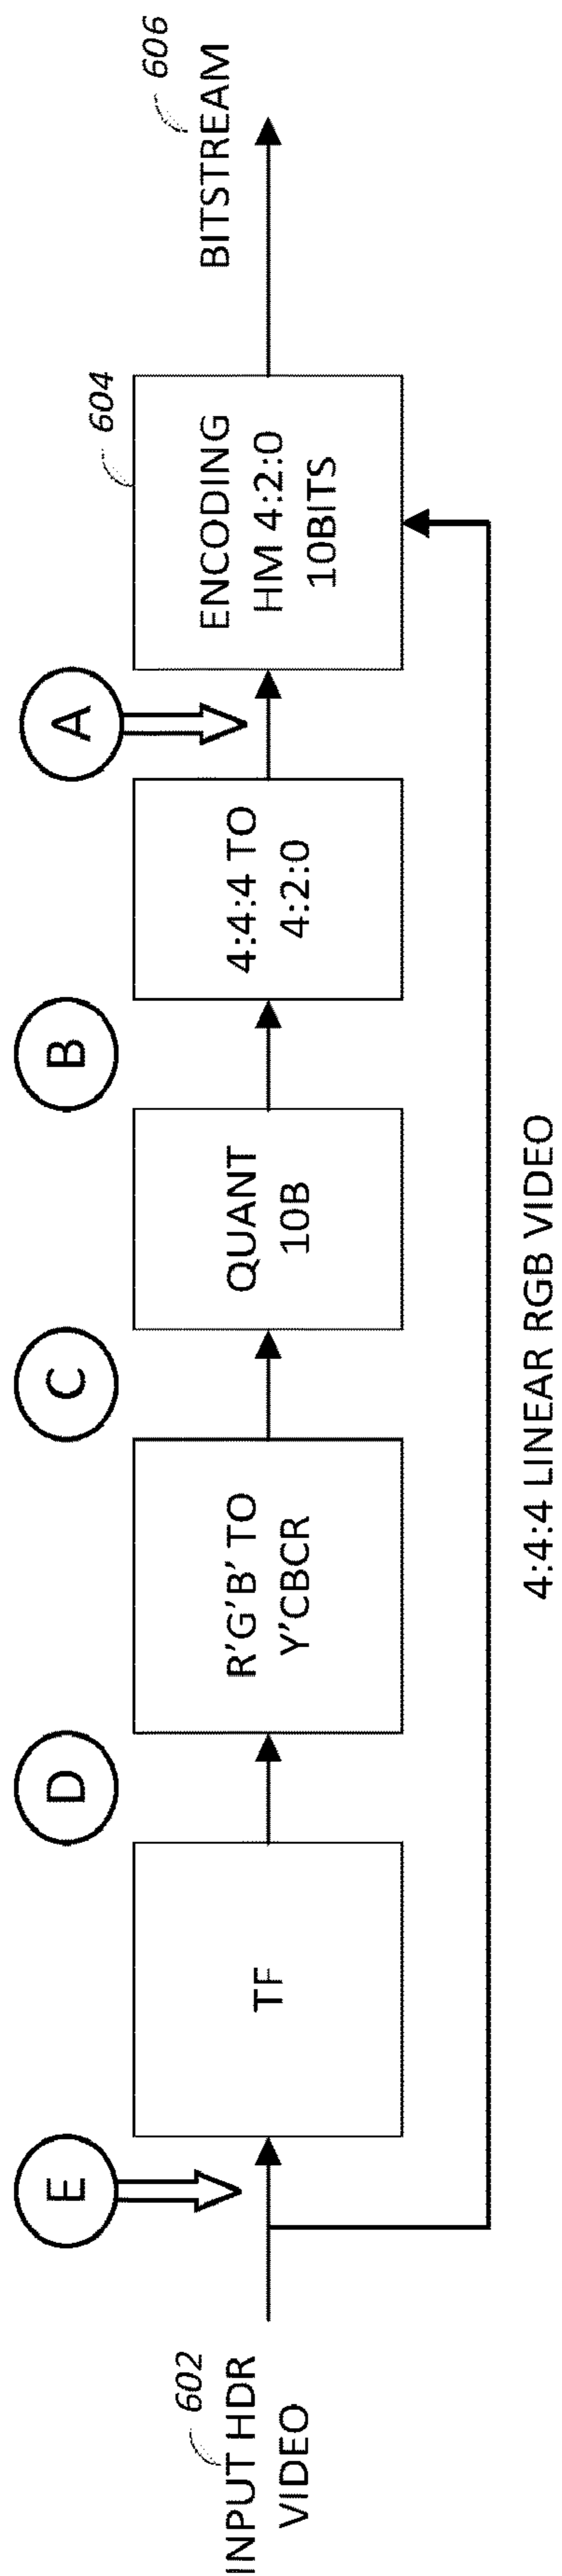 602
INPUT HDR
VIDEO
E
TF
D
R'G'B' TO
Y'CBCR
C
QUANT
10B
B
4:4:4 TO
4:2:0
A
604
ENCODING
HM 4:2:0
10BITS
606
BITSTREAM
4:4:4 LINEAR RGB VIDEO